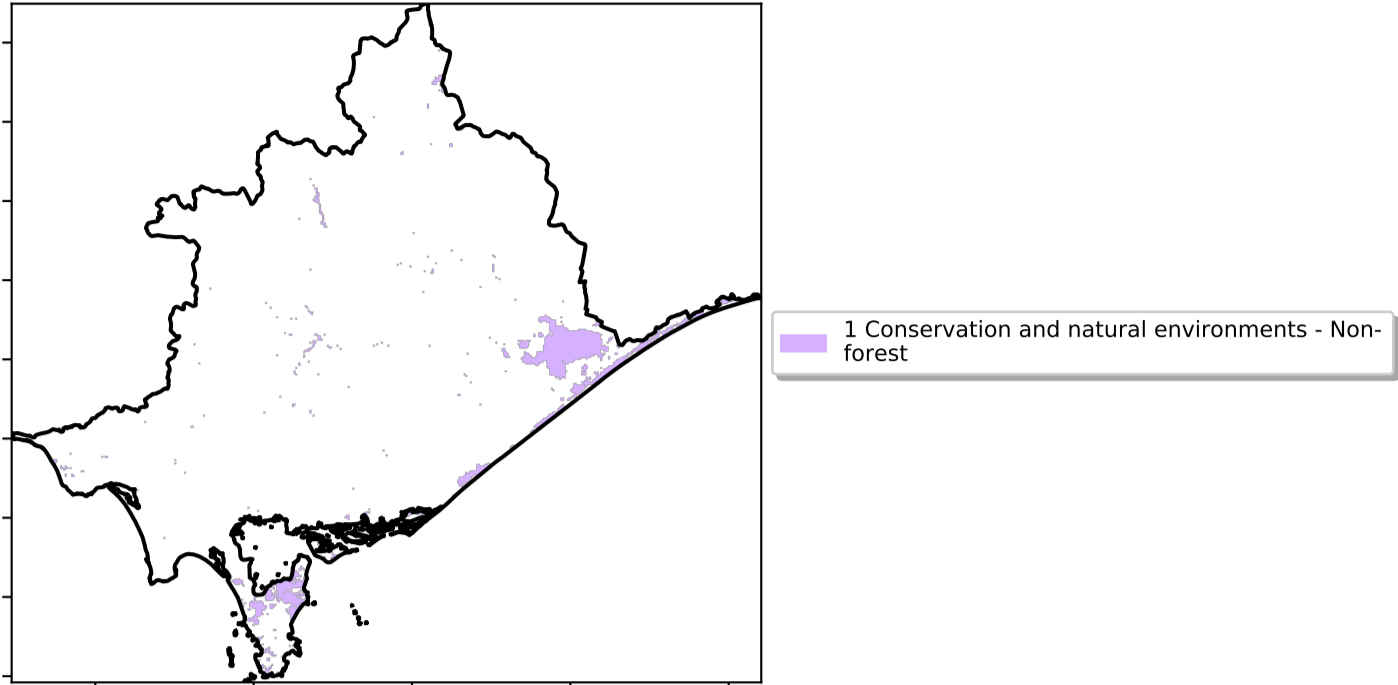 1 Conservation and natural environments - Non-
forest